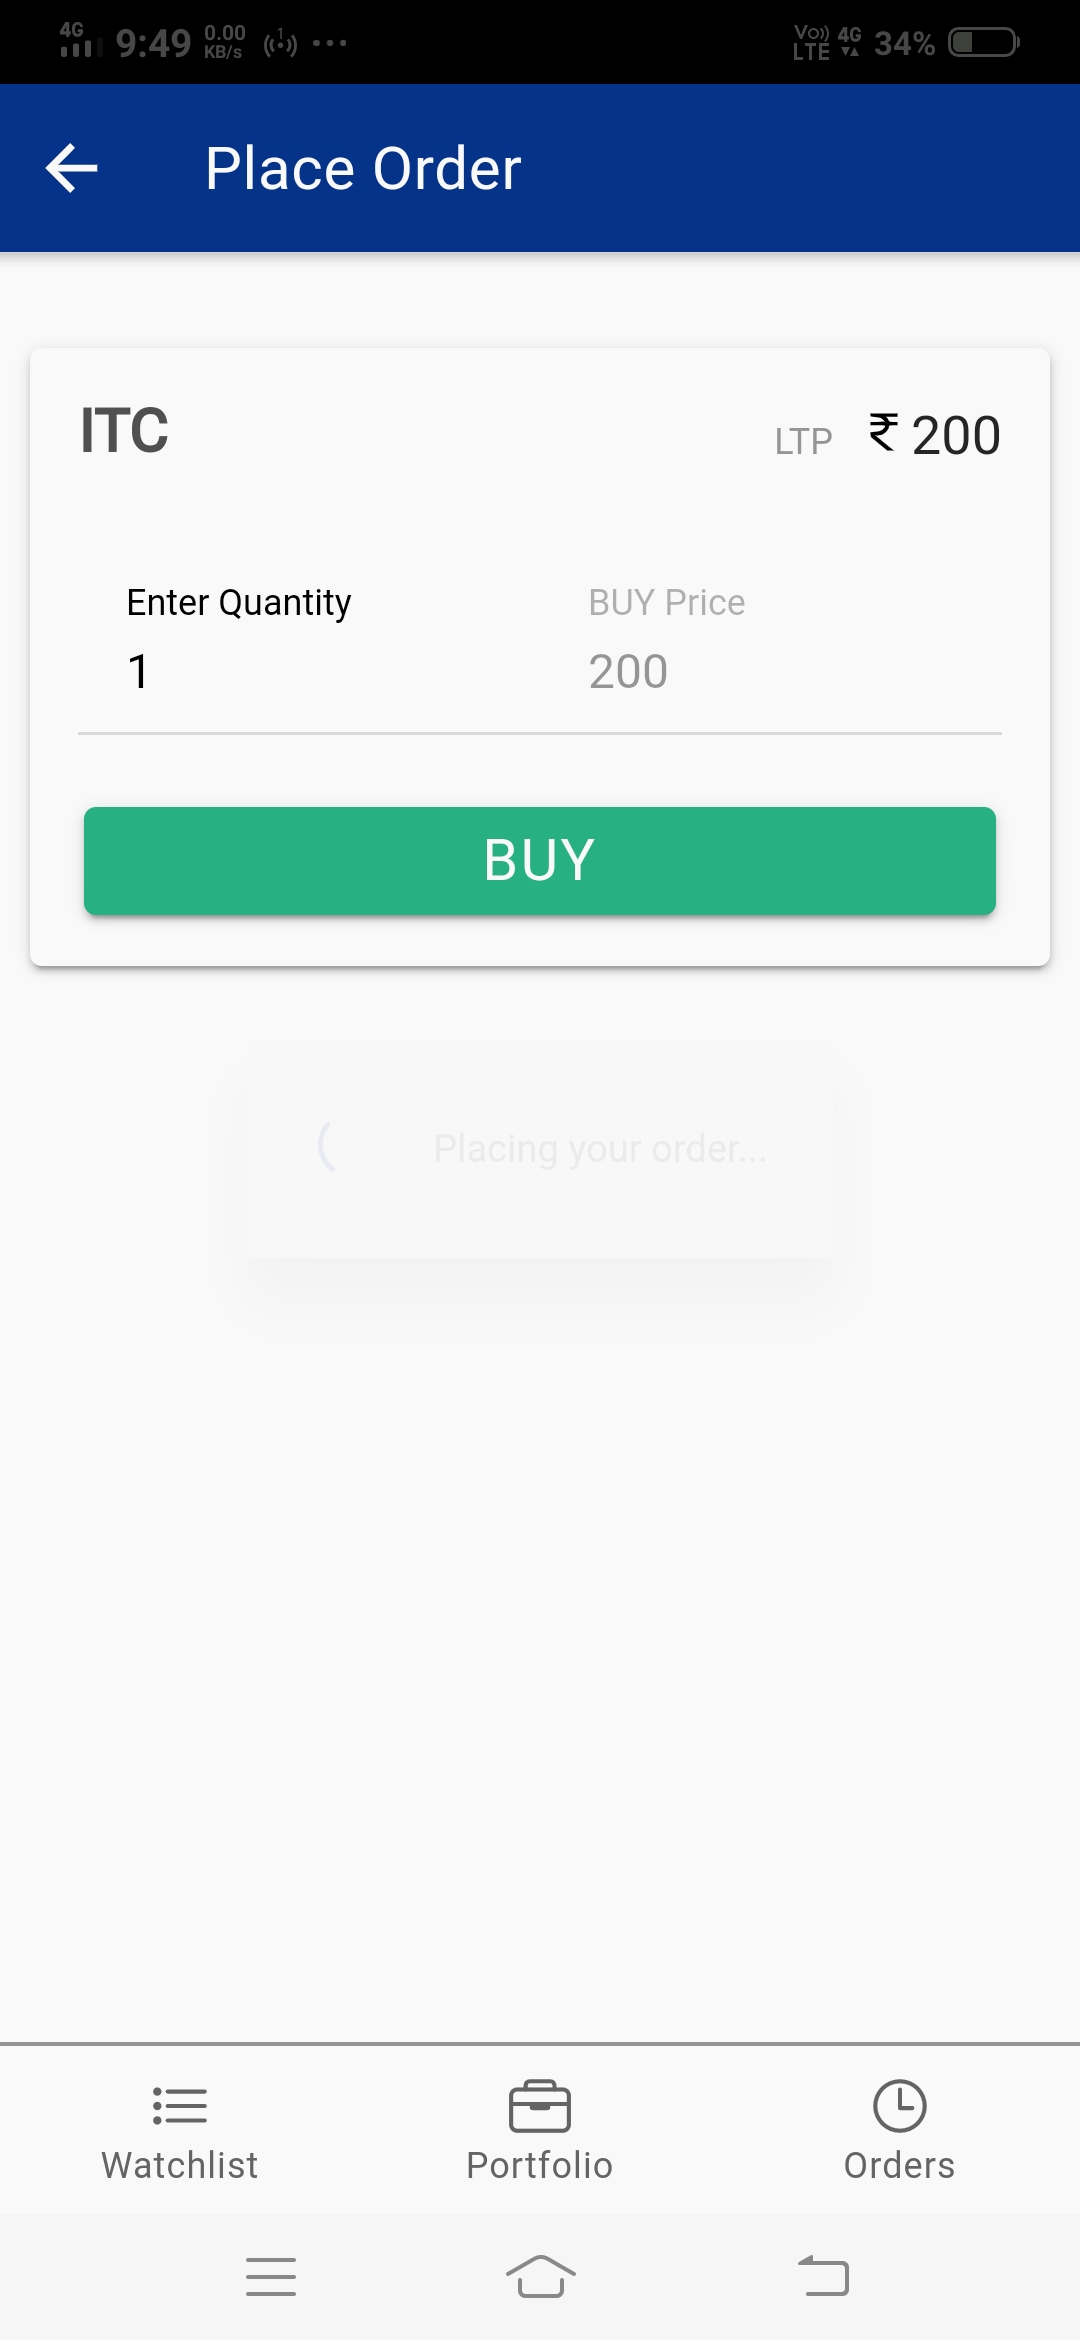 4G 9:49 0.00 KB/s 1 ... Vo)) LTE 4G 34%
Place Order
ITC LTP ₹ 200
Enter Quantity BUY Price
1 200
BUY
Placing your order...
Watchlist Portfolio Orders